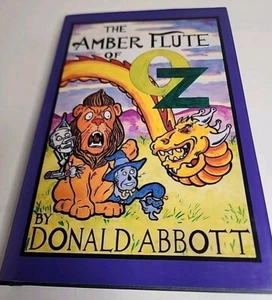 THE
AMBER FLUTE
OF OZ
BY
DONALD ABBOTT